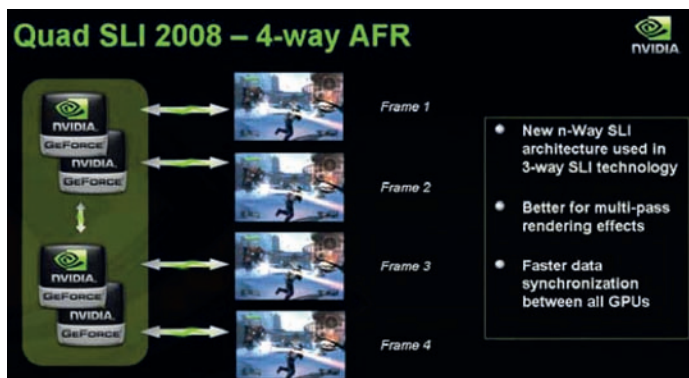 Quad SLI 2008 – 4-way AFR
NVIDIA
NVIDIA.
GEFORCE
NVIDIA.
GEFORCE
NVIDIA.
GEFORCE
NVIDIA.
GEFORCE
Frame 1
Frame 2
Frame 3
Frame 4
New n-Way SLI
architecture used in
3-way SLI technology
Better for multi-pass
rendering effects
Faster data
synchronization
between all GPUs